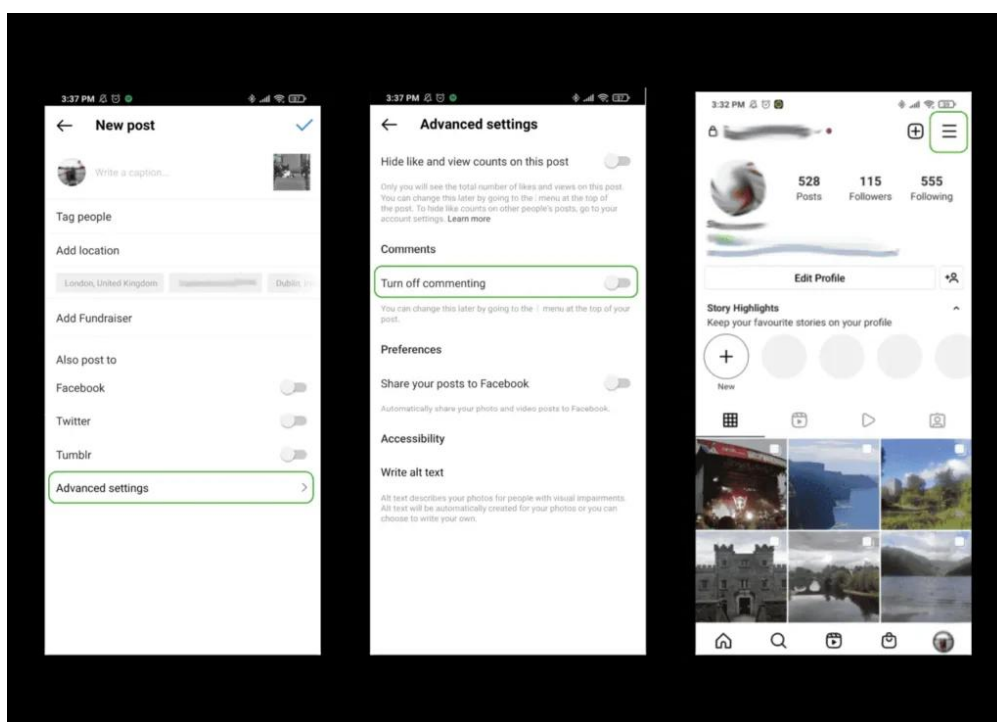 3:37 PM
New post
Write a caption...
Tag people
Add location
London, United Kingdom
Dublin,
Add Fundraiser
Also post to
Facebook
Twitter
Tumblr
Advanced settings
3:37 PM
Advanced settings
Hide like and view counts on this post
Only you will see the total number of likes and views on this post.
You can change this later by going to the : menu at the top of
the post. To hide like counts on other people's posts, go to your
account settings. Learn more
Comments
Turn off commenting
You can change this later by going to the : menu at the top of your
post.
Preferences
Share your posts to Facebook
Automatically share your photo and video posts to Facebook.
Accessibility
Write alt text
Alt text describes your photos for people with visual impairments.
Alt text will be automatically created for your photos or you can
choose to write your own.
3:32 PM
528 115 555
Posts Followers Following
Edit Profile
Story Highlights
Keep your favourite stories on your profile
New